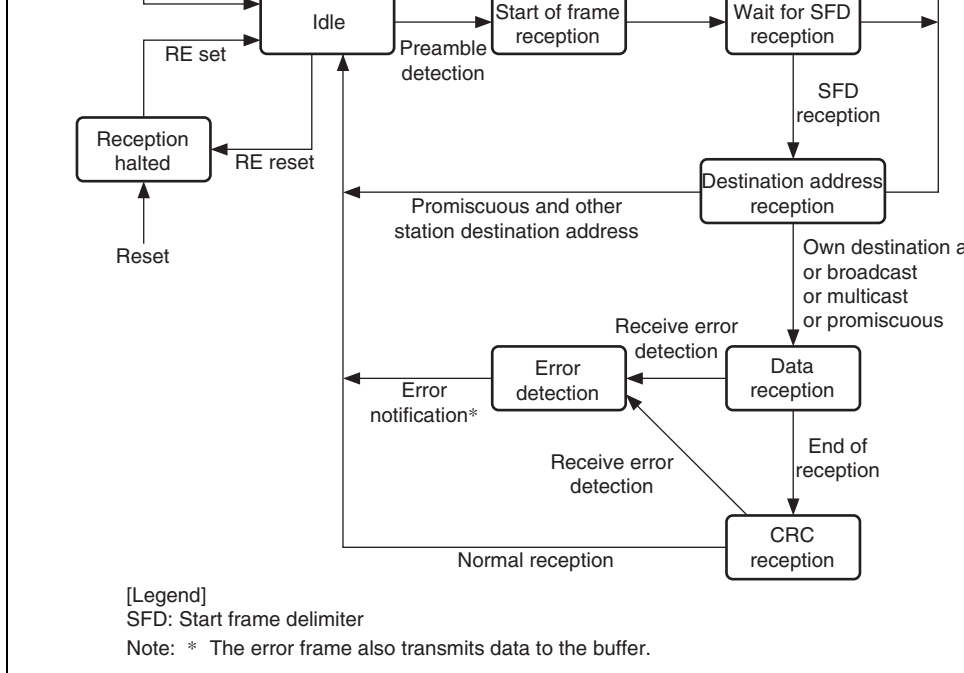 Idle
Start of frame
reception
Wait for SFD
reception
RE set
Preamble
detection
SFD
reception
Reception
halted
RE reset
Destination address
reception
Promiscuous and other
station destination address
Reset
Own destination a
or broadcast
or multicast
or promiscuous
Receive error
detection
Error
detection
Data
reception
Error
notification*
End of
reception
Receive error
detection
CRC
reception
Normal reception
[Legend]
SFD: Start frame delimiter
Note: * The error frame also transmits data to the buffer.